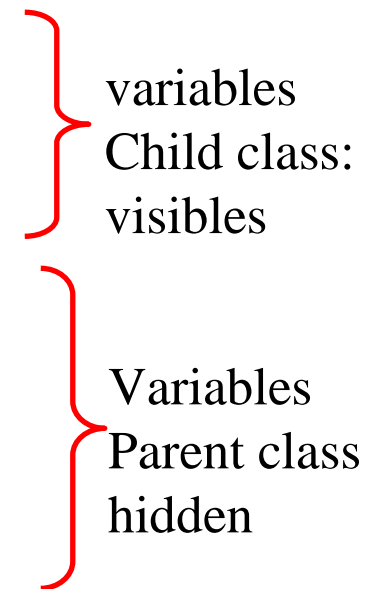 variables
Child class:
visibles
Variables
Parent class
hidden